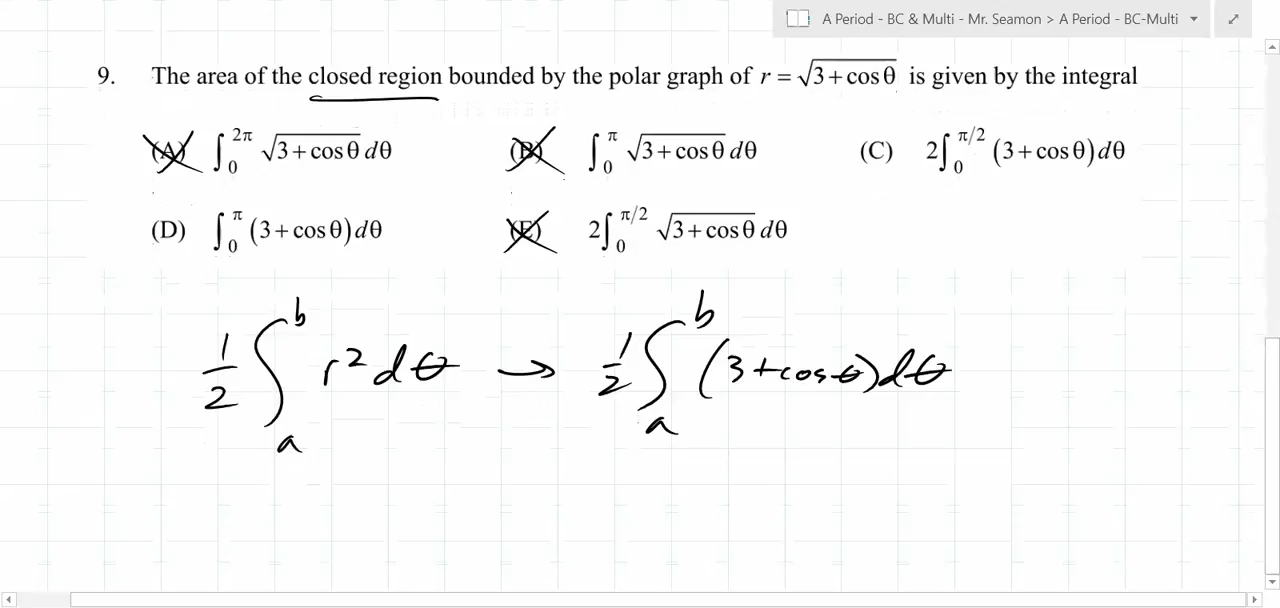 A Period - BC & Multi - Mr. Seamon > A Period - BC-Multi
9. The area of the closed region bounded by the polar graph of r = √(3 + cos θ) is given by the integral
(A) ∫₀^{2π} √(3 + cos θ) dθ (B) ∫₀^{π} √(3 + cos θ) dθ (C) 2∫₀^{π/2} (3 + cos θ) dθ
(D) ∫₀^{π} (3 + cos θ) dθ (E) 2∫₀^{π/2} √(3 + cos θ) dθ
1/2 ∫ₐᵇ r² dθ → 1/2 ∫ₐᵇ (3 + cos θ) dθ